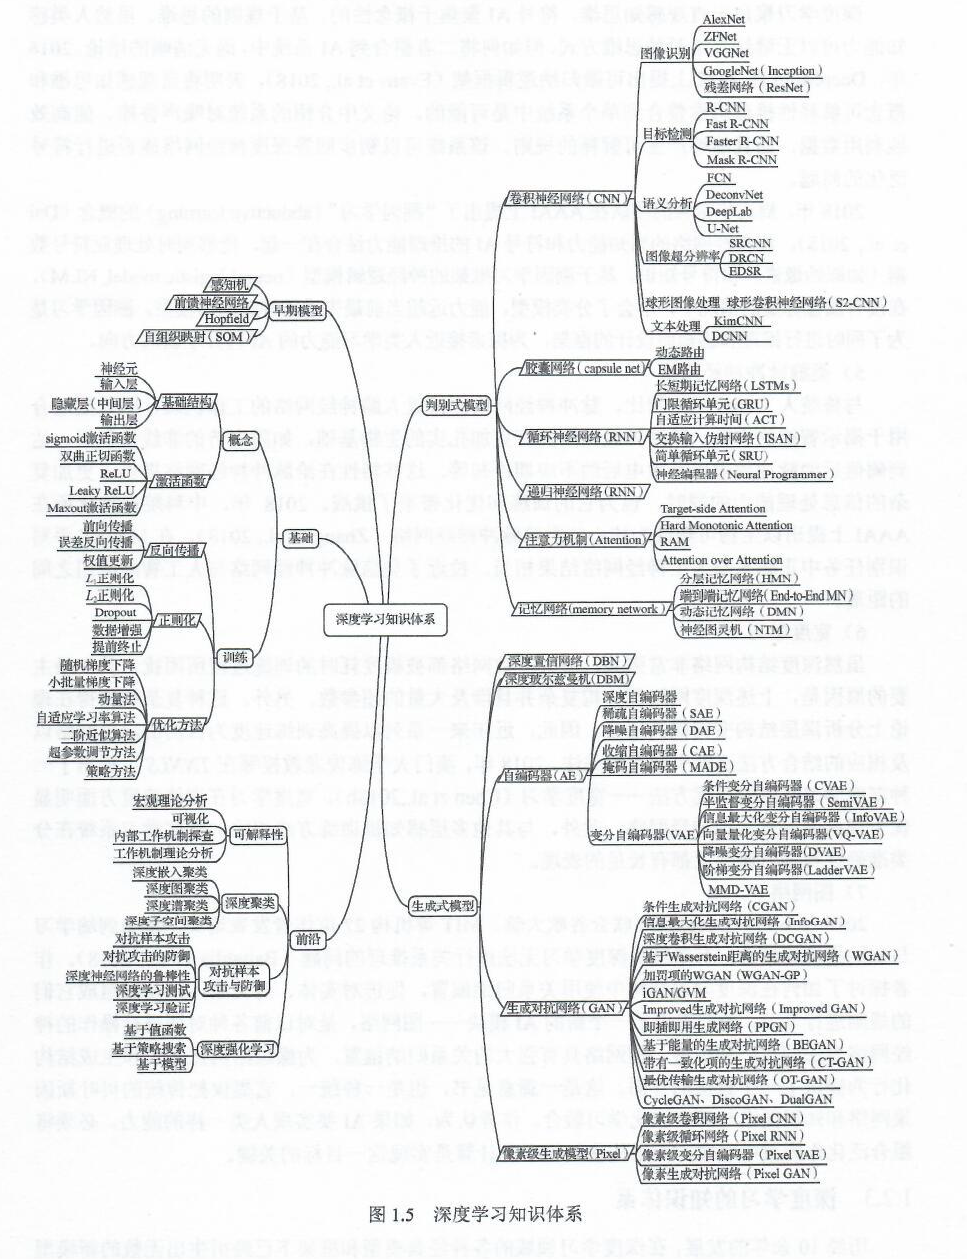 深度学习知识体系
早期模型
感知机
前馈神经网络
Hopfield
自组织映射(SOM)
基础
概念
基础结构
神经元
输入层
隐藏层(中间层)
输出层
激活函数
sigmoid激活函数
双曲正切函数
ReLU
Leaky ReLU
Maxout激活函数
训练
反向传播
前向传播
误差反向传播
权值更新
正则化
L₁正则化
L₂正则化
Dropout
数据增强
提前终止
优化方法
随机梯度下降
小批量梯度下降
动量法
自适应学习率算法
二阶近似算法
超参数调节方法
策略方法
前沿
可解释性
宏观理论分析
可视化
内部工作机制探查
工作机制理论分析
深度聚类
深度嵌入聚类
深度图聚类
深度谱聚类
深度子空间聚类
对抗样本
攻击与防御
对抗样本攻击
对抗攻击的防御
深度神经网络的鲁棒性
深度学习测试
深度学习验证
深度强化学习
基于值函数
基于策略搜索
基于模型
判别式模型
卷积神经网络(CNN)
图像识别
AlexNet
ZFNet
VGGNet
GoogleNet(Inception)
残差网络(ResNet)
目标检测
R-CNN
Fast R-CNN
Faster R-CNN
Mask R-CNN
语义分析
FCN
DeconvNet
DeepLab
U-Net
图像超分辨率
SRCNN
DRCN
EDSR
球形图像处理 球形卷积神经网络(S2-CNN)
文本处理
KimCNN
DCNN
胶囊网络(capsule net)
动态路由
EM路由
循环神经网络(RNN)
长短期记忆网络(LSTMs)
门限循环单元(GRU)
自适应计算时间(ACT)
交换输入仿射网络(ISAN)
简单循环单元(SRU)
神经编程器(Neural Programmer)
递归神经网络(RNN)
注意力机制(Attention)
Target-side Attention
Hard Monotonic Attention
RAM
Attention over Attention
记忆网络(memory network)
分层记忆网络(HMN)
端到端记忆网络(End-to-End MN)
动态记忆网络(DMN)
神经图灵机(NTM)
生成式模型
深度置信网络(DBN)
深度玻尔兹曼机(DBM)
自编码器(AE)
深度自编码器
稀疏自编码器(SAE)
降噪自编码器(DAE)
收缩自编码器(CAE)
掩码自编码器(MADE)
变分自编码器(VAE)
条件变分自编码器(CVAE)
半监督变分自编码器(SemiVAE)
信息最大化变分自编码器(InfoVAE)
向量量化变分自编码器(VQ-VAE)
降噪变分自编码器(DVAE)
阶梯变分自编码器(LadderVAE)
MMD-VAE
生成对抗网络(GAN)
条件生成对抗网络(CGAN)
信息最大化生成对抗网络(InfoGAN)
深度卷积生成对抗网络(DCGAN)
基于Wasserstein距离的生成对抗网络(WGAN)
加罚项的WGAN(WGAN-GP)
iGAN/GVM
Improved生成对抗网络(Improved GAN)
即插即用生成网络(PPGN)
基于能量的生成对抗网络(BEGAN)
带有一致化项的生成对抗网络(CT-GAN)
最优传输生成对抗网络(OT-GAN)
CycleGAN、DiscoGAN、DualGAN
像素级生成模型(Pixel)
像素级卷积网络(Pixel CNN)
像素级循环网络(Pixel RNN)
像素级变分自编码器(Pixel VAE)
像素生成对抗网络(Pixel GAN)
图 1.5 深度学习知识体系